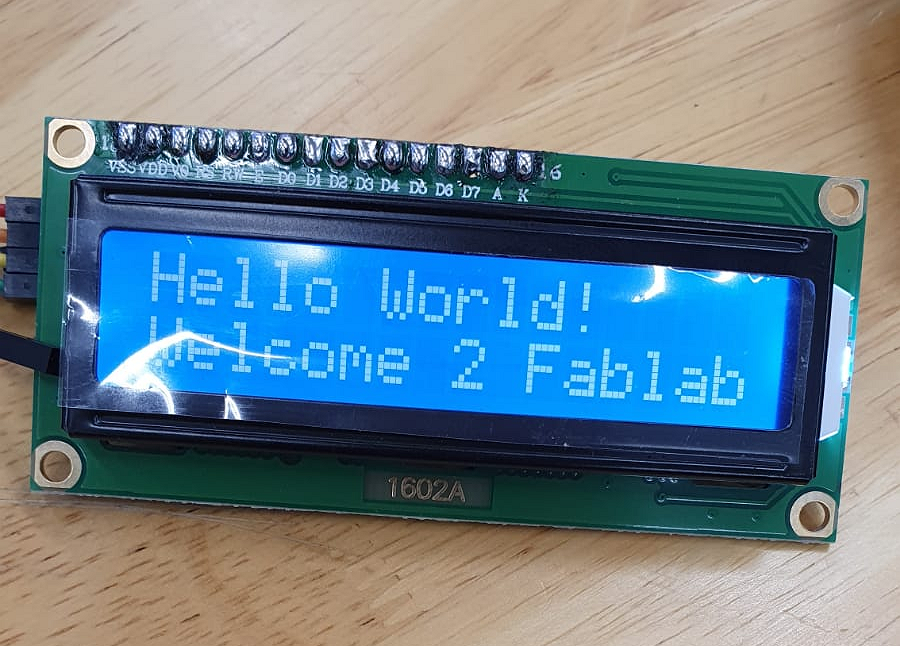 VSS VDD V0 RS RW E D0 D1 D2 D3 D4 D5 D6 D7 A K 16
Hello World!
Welcome 2 Fablab
1602A